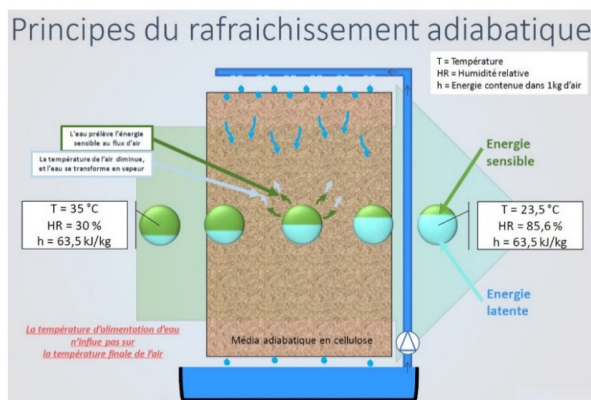 Principes du rafraichissement adiabatique
T = Température
HR = Humidité relative
h = Energie contenue dans 1kg d'air
L'eau prélève l'énergie
sensible au flux d'air
La température de l'air diminue,
et l'eau se transforme en vapeur
Energie
sensible
T = 35 °C
HR = 30 %
h = 63,5 kJ/kg
T = 23,5 °C
HR = 85,6 %
h = 63,5 kJ/kg
Energie
latente
La température d'alimentation d'eau
n'influe pas sur
la température finale de l'air
Média adiabatique en cellulose